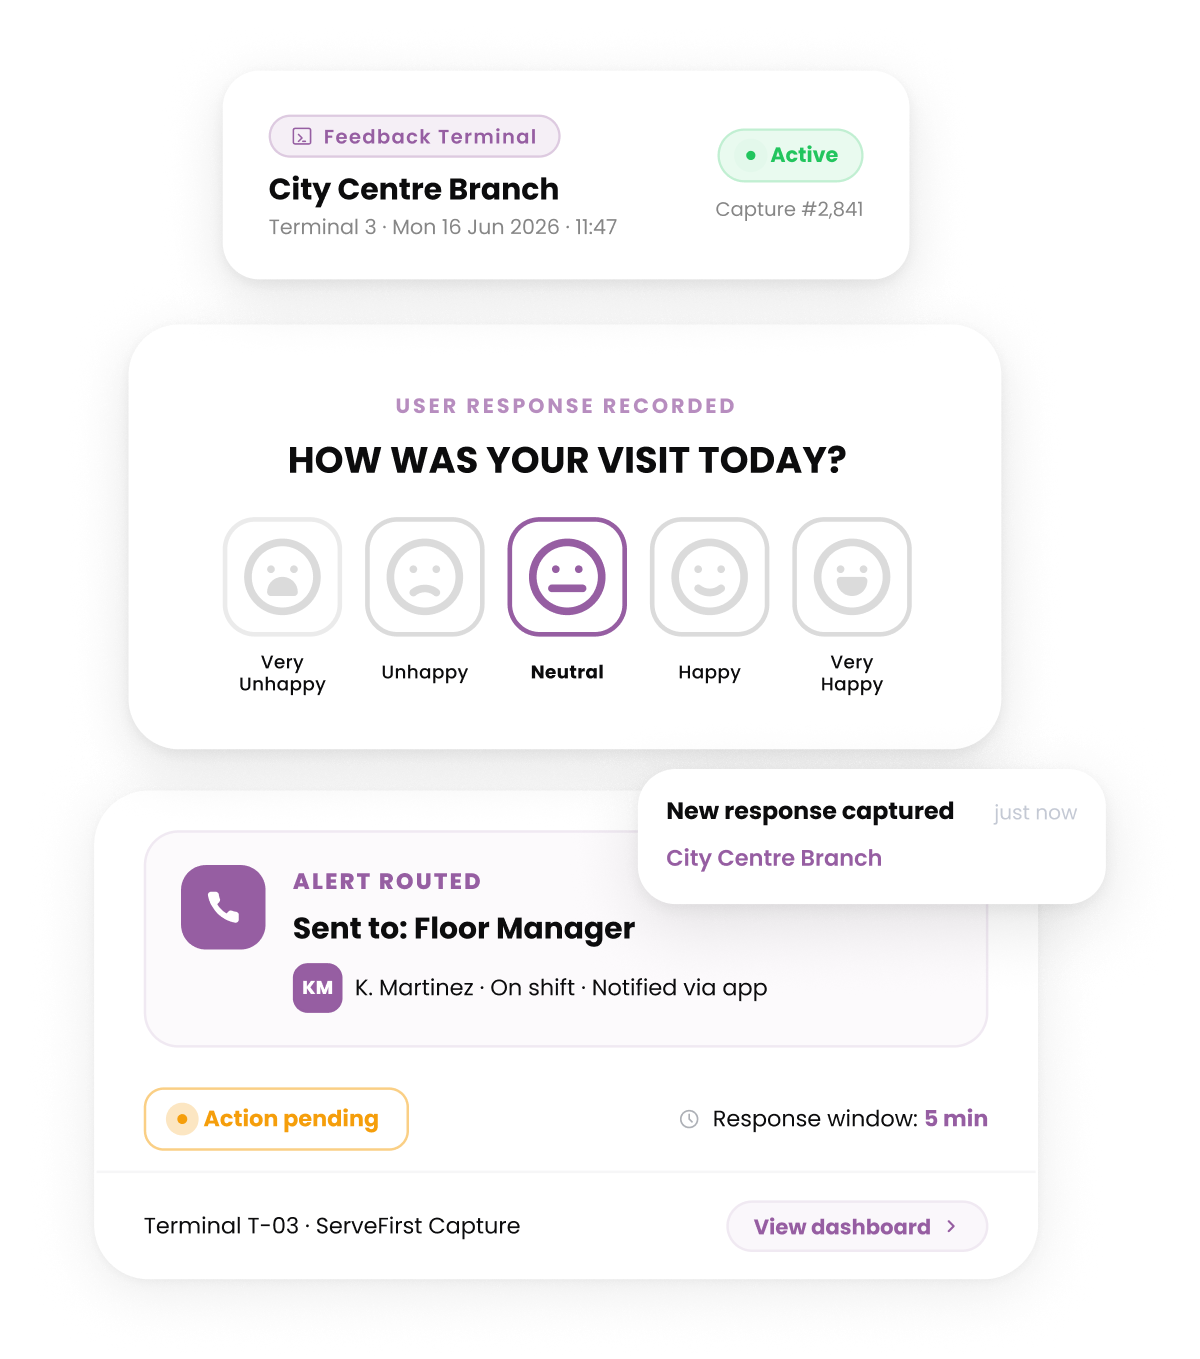 Feedback Terminal
City Centre Branch
Terminal 3 · Mon 16 Jun 2026 · 11:47
Active
Capture #2,841
USER RESPONSE RECORDED
HOW WAS YOUR VISIT TODAY?
Very
Unhappy
Unhappy
Neutral
Happy
Very
Happy
New response captured
just now
City Centre Branch
ALERT ROUTED
Sent to: Floor Manager
KM
K. Martinez · On shift · Notified via app
Action pending
Response window: 5 min
Terminal T-03 · ServeFirst Capture
View dashboard